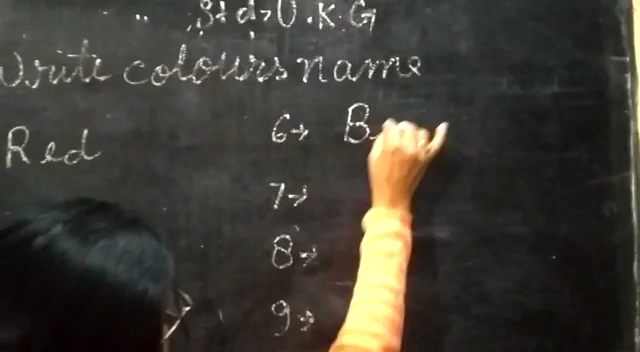 Std→U.K.G
Write colours name
Red
6→ B
7→
8→
9→